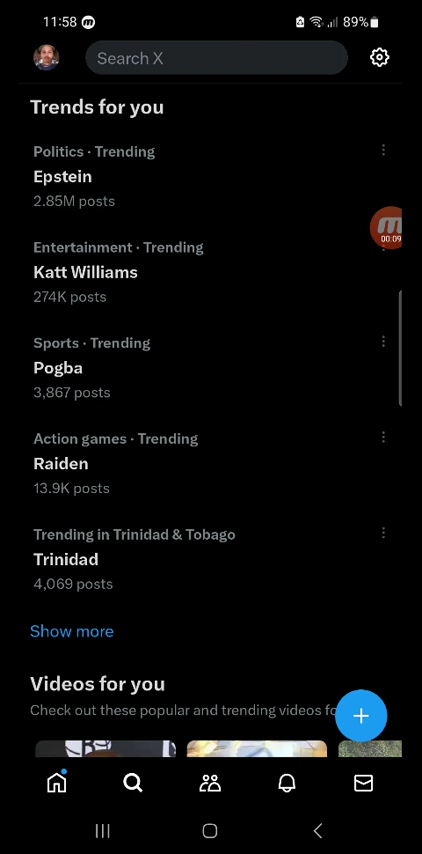 11:58
89%
Search X
Trends for you
Politics · Trending
Epstein
2.85M posts
00:09
Entertainment · Trending
Katt Williams
274K posts
Sports · Trending
Pogba
3,867 posts
Action games · Trending
Raiden
13.9K posts
Trending in Trinidad & Tobago
Trinidad
4,069 posts
Show more
Videos for you
Check out these popular and trending videos